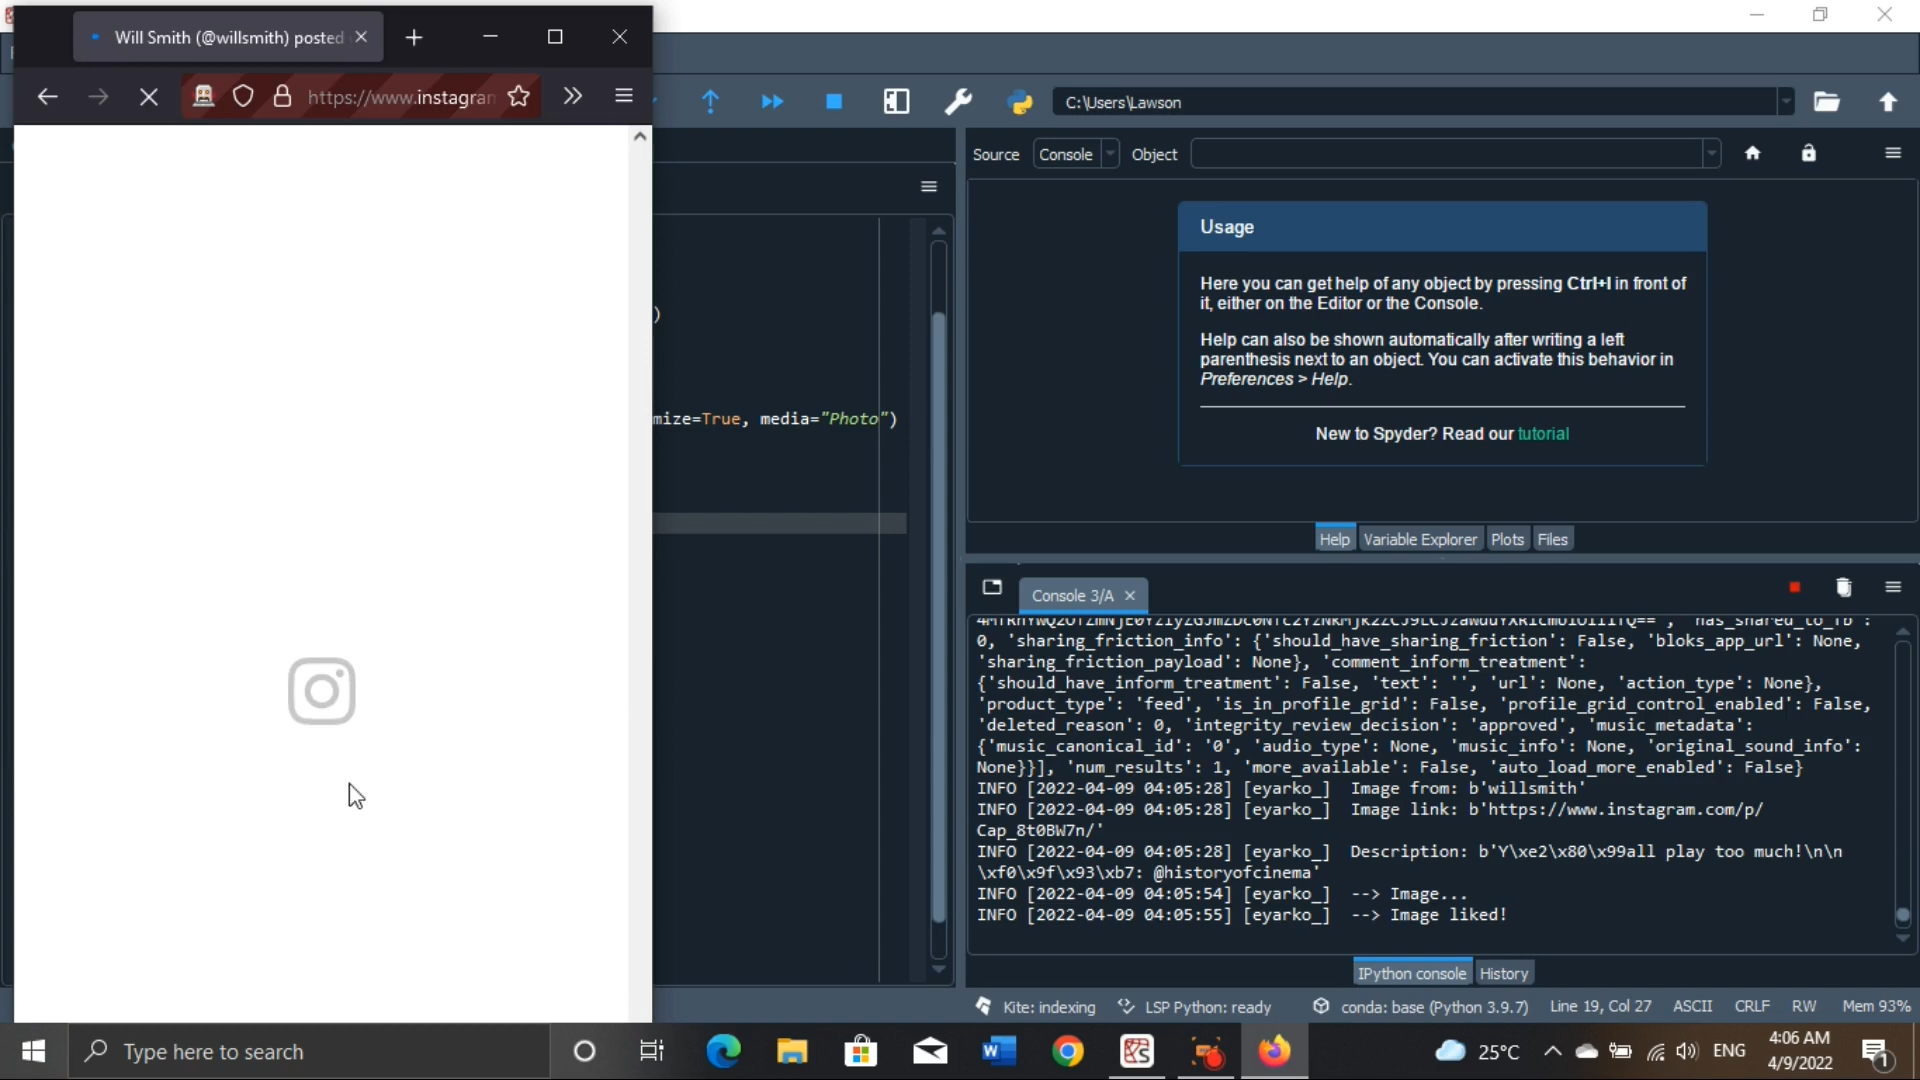 Will Smith (@willsmith) posted
https://www.instagran
C:\Users\Lawson
Source Console Object
)
mize=True, media="Photo")
Usage
Here you can get help of any object by pressing Ctrl+I in front of
it, either on the Editor or the Console.
Help can also be shown automatically after writing a left
parenthesis next to an object. You can activate this behavior in
Preferences > Help.
New to Spyder? Read our tutorial
Help Variable Explorer Plots Files
Console 3/A
0, 'sharing_friction_info': {'should_have_sharing_friction': False, 'bloks_app_url': None,
'sharing_friction_payload': None}, 'comment_inform_treatment':
{'should_have_inform_treatment': False, 'text': '', 'url': None, 'action_type': None},
'product_type': 'feed', 'is_in_profile_grid': False, 'profile_grid_control_enabled': False,
'deleted_reason': 0, 'integrity_review_decision': 'approved', 'music_metadata':
{'music_canonical_id': '0', 'audio_type': None, 'music_info': None, 'original_sound_info':
None}}], 'num_results': 1, 'more_available': False, 'auto_load_more_enabled': False}
INFO [2022-04-09 04:05:28] [eyarko_] Image from: b'willsmith'
INFO [2022-04-09 04:05:28] [eyarko_] Image link: b'https://www.instagram.com/p/
Cap_8t0BW7n/'
INFO [2022-04-09 04:05:28] [eyarko_] Description: b'Y\xe2\x80\x99all play too much!\n\n
\xf0\x9f\x93\xb7: @historyofcinema'
INFO [2022-04-09 04:05:54] [eyarko_] --> Image...
INFO [2022-04-09 04:05:55] [eyarko_] --> Image liked!
IPython console History
Kite: indexing LSP Python: ready conda: base (Python 3.9.7) Line 19, Col 27 ASCII CRLF RW Mem 93%
Type here to search
25°C ENG 4:06 AM
4/9/2022
1